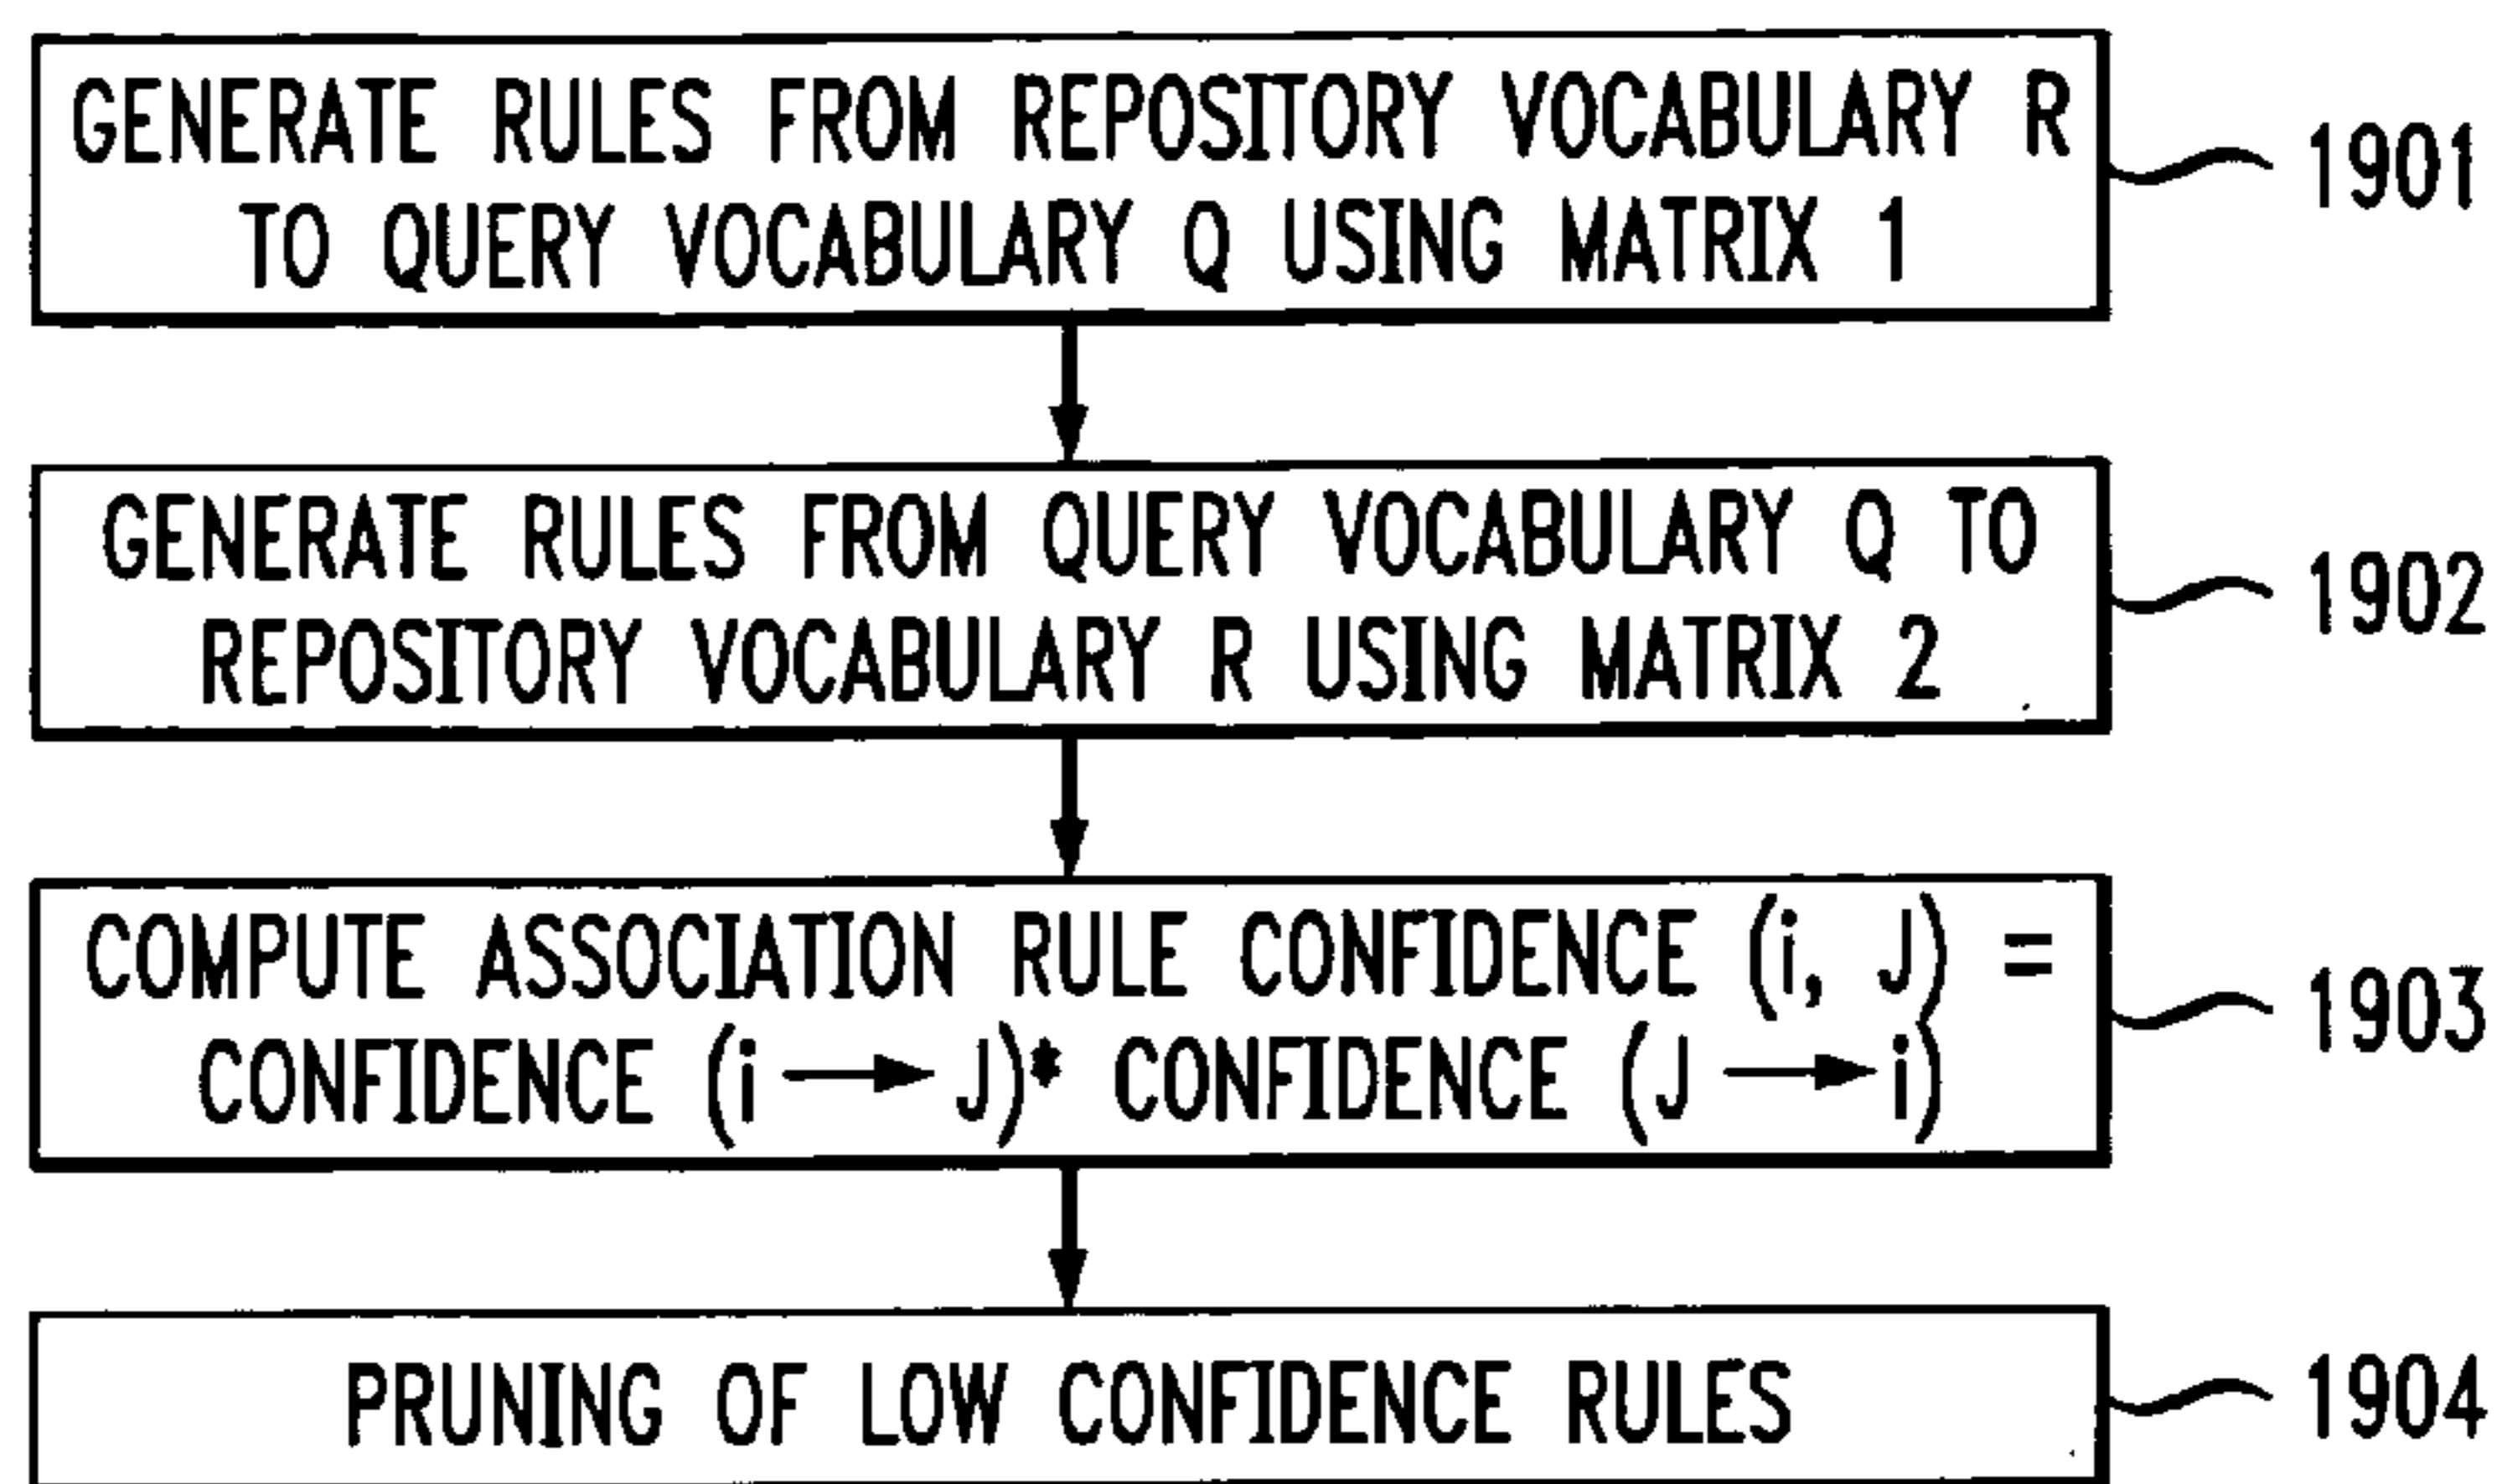 GENERATE RULES FROM REPOSITORY VOCABULARY R
TO QUERY VOCABULARY Q USING MATRIX 1
1901
GENERATE RULES FROM QUERY VOCABULARY Q TO
REPOSITORY VOCABULARY R USING MATRIX 2
1902
COMPUTE ASSOCIATION RULE CONFIDENCE (i, J) =
CONFIDENCE (i → J)* CONFIDENCE (J → i)
1903
PRUNING OF LOW CONFIDENCE RULES
1904